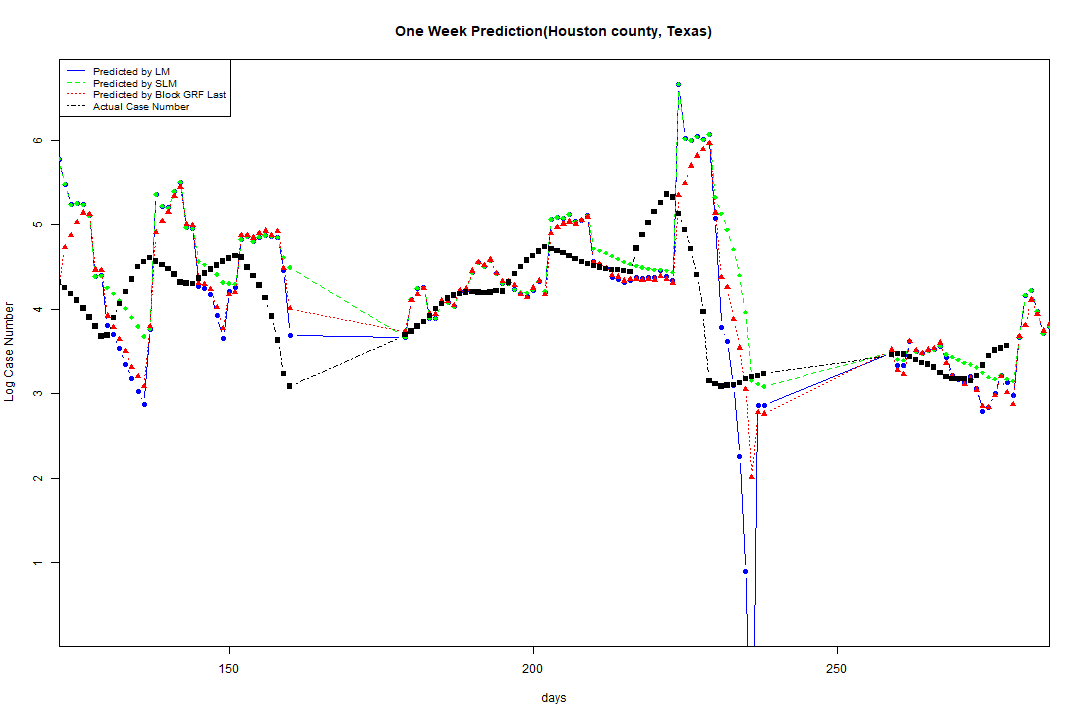 One Week Prediction(Houston county, Texas)
Predicted by LM
Predicted by SLM
Predicted by Block GRF Last
Actual Case Number
Log Case Number
6
5
4
3
2
1
150 200 250
days